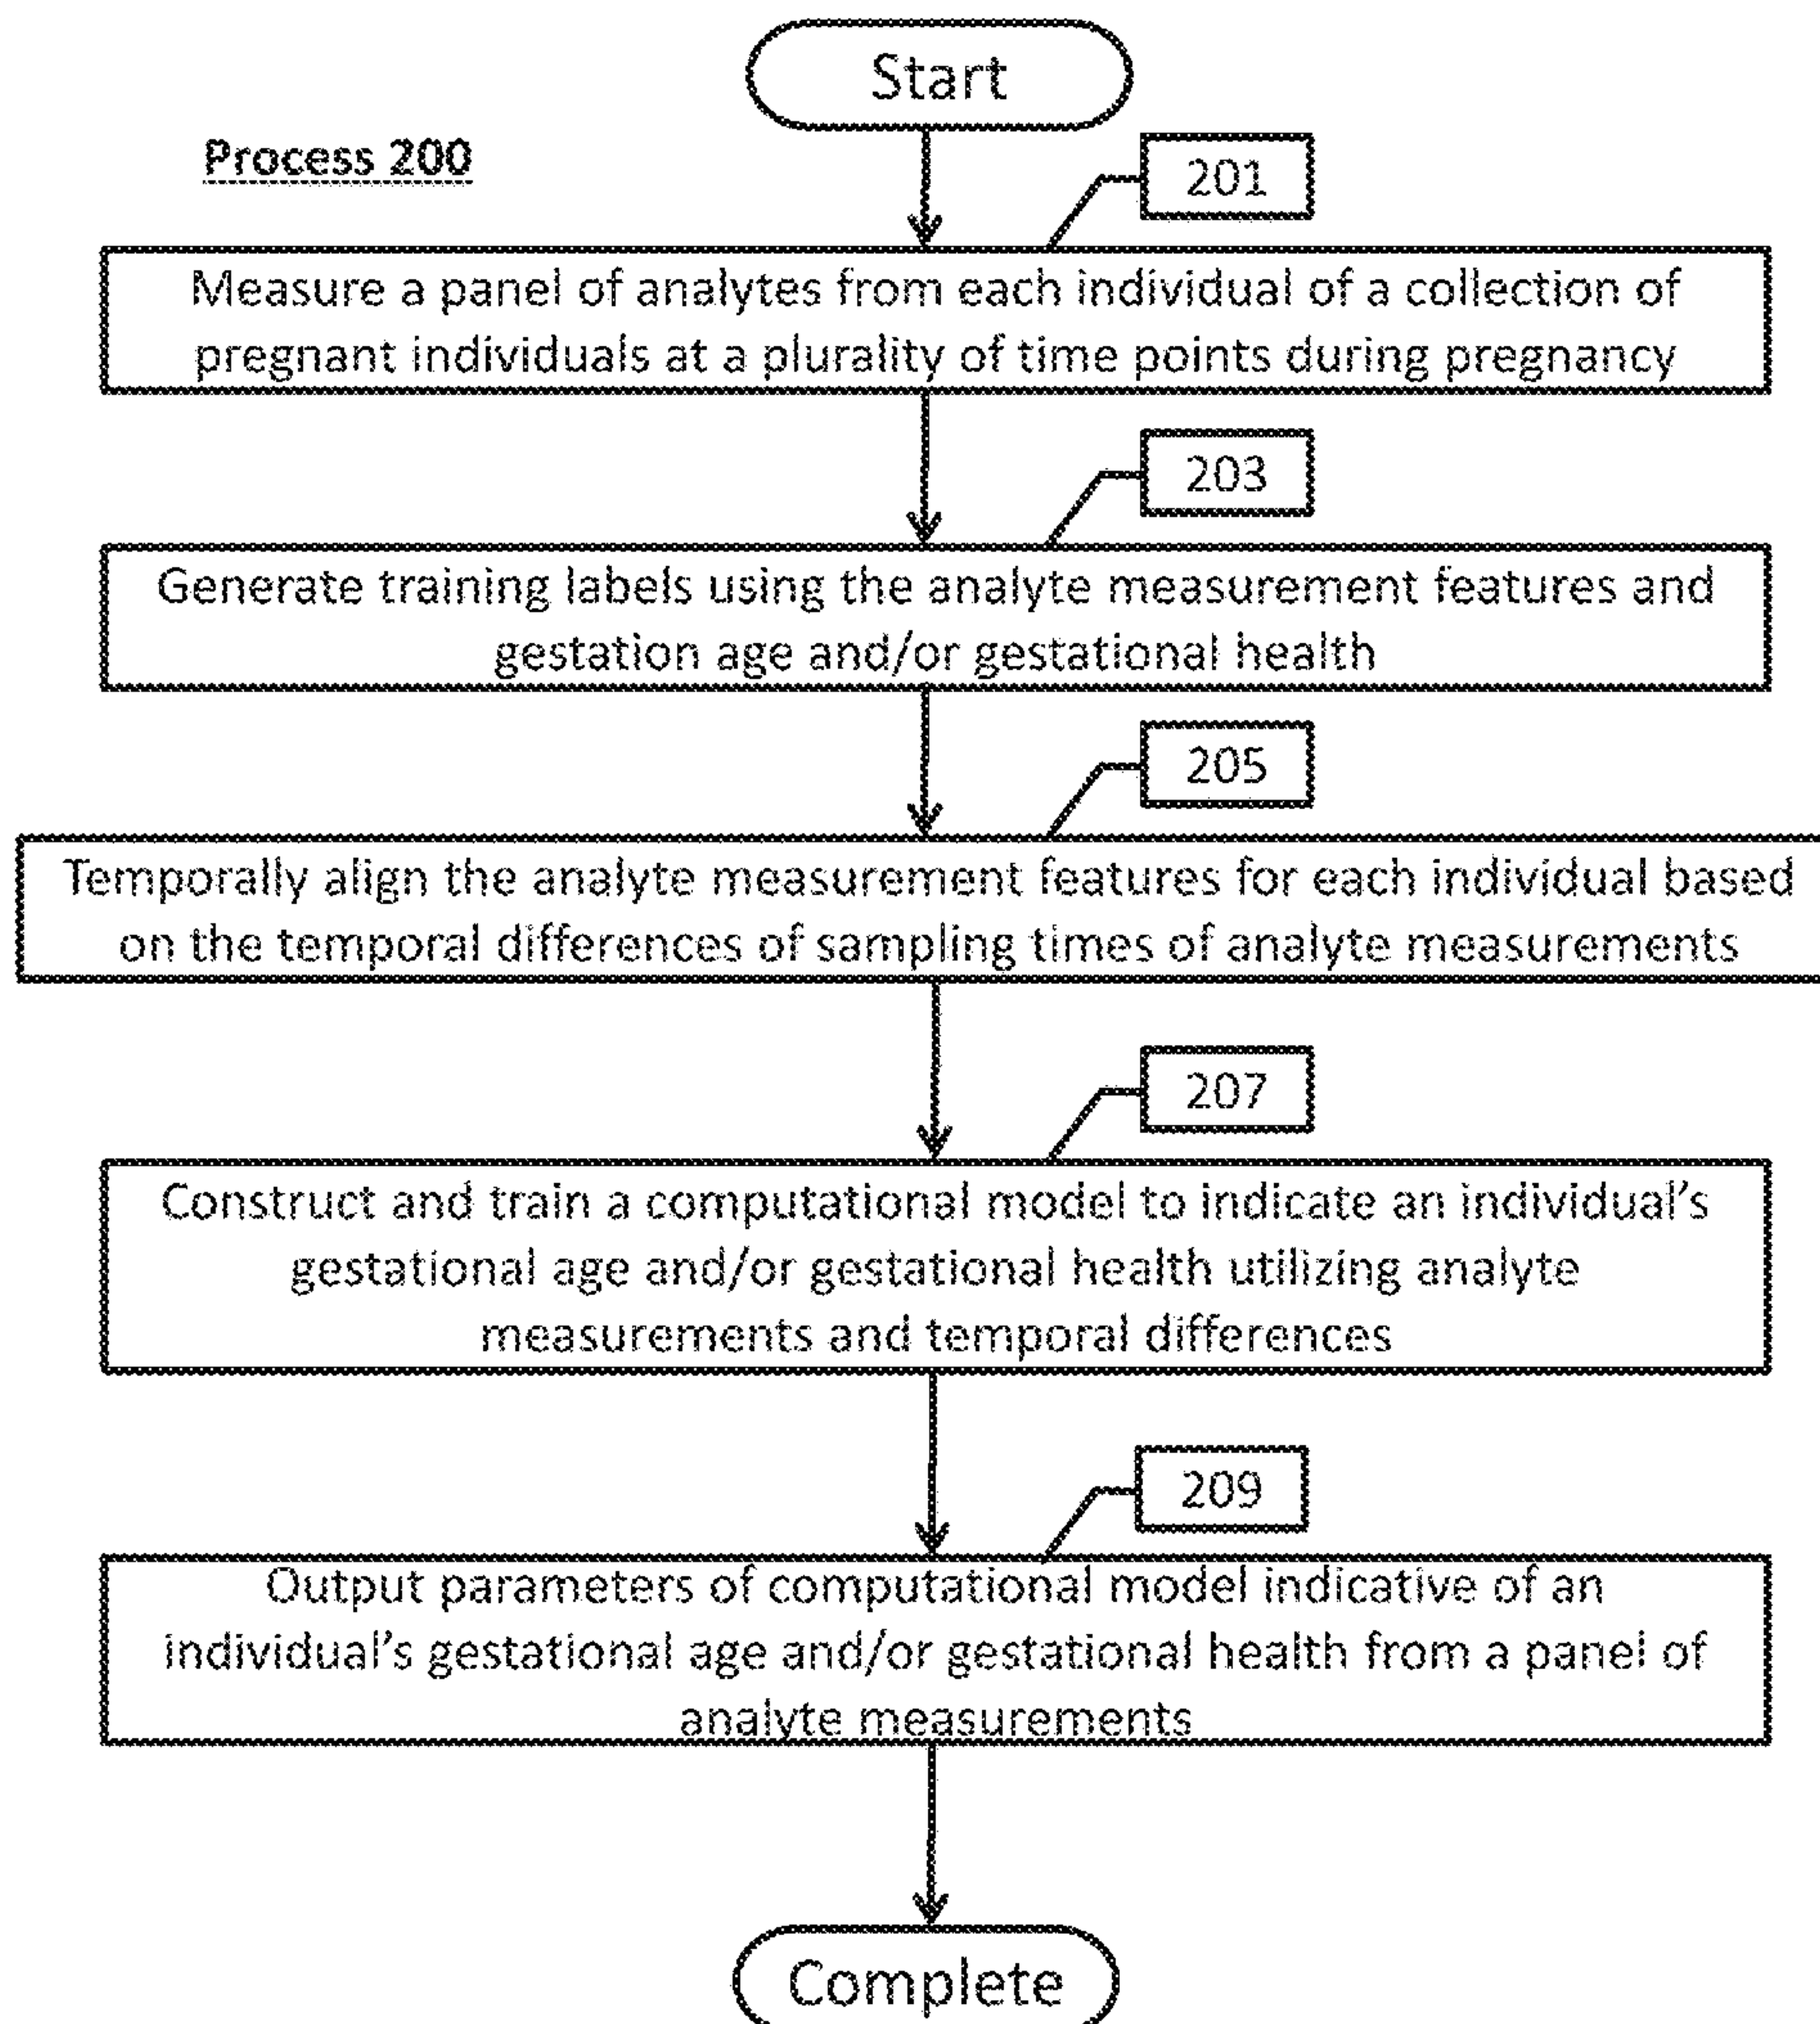 Start
Process 200
201
Measure a panel of analytes from each individual of a collection of
pregnant individuals at a plurality of time points during pregnancy
203
Generate training labels using the analyte measurement features and
gestation age and/or gestational health
205
Temporally align the analyte measurement features for each individual based
on the temporal differences of sampling times of analyte measurements
207
Construct and train a computational model to indicate an individual's
gestational age and/or gestational health utilizing analyte
measurements and temporal differences
209
Output parameters of computational model indicative of an
individual's gestational age and/or gestational health from a panel of
analyte measurements
Complete